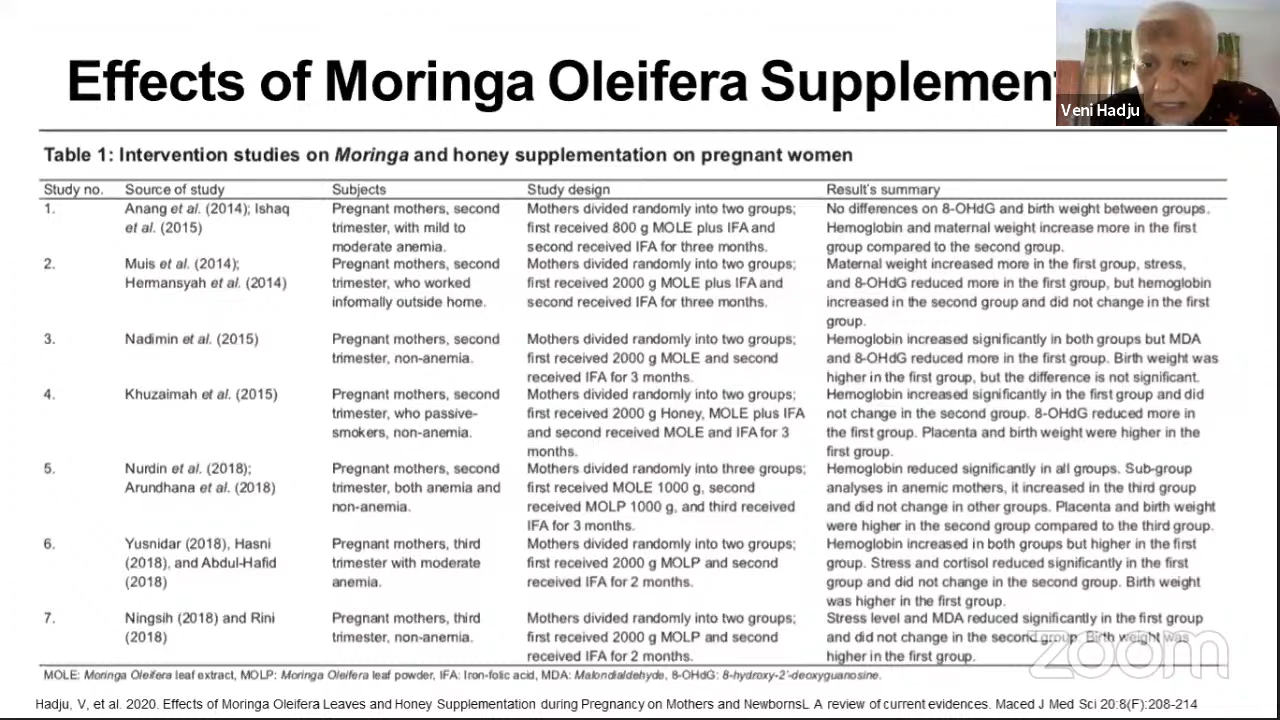 Effects of Moringa Oleifera Supplemen
Veni Hadju
Table 1: Intervention studies on Moringa and honey supplementation on pregnant women
Study no. Source of study Subjects Study design Result's summary
1. Anang et al. (2014); Ishaq Pregnant mothers, second Mothers divided randomly into two groups; No differences on 8-OHdG and birth weight between groups.
et al. (2015) trimester, with mild to first received 800 g MOLE plus IFA and Hemoglobin and maternal weight increase more in the first
moderate anemia. second received IFA for three months. group compared to the second group.
2. Muis et al. (2014); Pregnant mothers, second Mothers divided randomly into two groups; Maternal weight increased more in the first group, stress,
Hermansyah et al. (2014) trimester, who worked first received 2000 g MOLE plus IFA and and 8-OHdG reduced more in the first group, but hemoglobin
informally outside home. second received IFA for three months. increased in the second group and did not change in the first
group.
3. Nadimin et al. (2015) Pregnant mothers, second Mothers divided randomly into two groups; Hemoglobin increased significantly in both groups but MDA
trimester, non-anemia. first received 2000 g MOLE and second and 8-OHdG reduced more in the first group. Birth weight was
received IFA for 3 months. higher in the first group, but the difference is not significant.
4. Khuzaimah et al. (2015) Pregnant mothers, second Mothers divided randomly into two groups; Hemoglobin increased significantly in the first group and did
trimester, who passive- first received 2000 g Honey, MOLE plus IFA not change in the second group. 8-OHdG reduced more in
smokers, non-anemia. and second received MOLE and IFA for 3 the first group. Placenta and birth weight were higher in the
months. first group.
5. Nurdin et al. (2018); Pregnant mothers, second Mothers divided randomly into three groups; Hemoglobin reduced significantly in all groups. Sub-group
Arundhana et al. (2018) trimester, both anemia and first received MOLE 1000 g, second analyses in anemic mothers, it increased in the third group
non-anemia. received MOLP 1000 g, and third received and did not change in other groups. Placenta and birth weight
IFA for 3 months. were higher in the second group compared to the third group.
6. Yusnidar (2018), Hasni Pregnant mothers, third Mothers divided randomly into two groups; Hemoglobin increased in both groups but higher in the first
(2018), and Abdul-Hafid trimester with moderate first received 2000 g MOLP and second group. Stress and cortisol reduced significantly in the first
(2018) anemia. received IFA for 2 months. group and did not change in the second group. Birth weight
was higher in the first group.
7. Ningsih (2018) and Rini Pregnant mothers, third Mothers divided randomly into two groups; Stress level and MDA reduced significantly in the first group
(2018) trimester, non-anemia. first received 2000 g MOLP and second and did not change in the second group. Birth weight was
received IFA for 2 months. higher in the first group.
zoom
MOLE: Moringa Oleifera leaf extract, MOLP: Moringa Oleifera leaf powder, IFA: Iron-folic acid, MDA: Malondialdehyde, 8-OHdG: 8-hydroxy-2'-deoxyguanosine.
Hadju, V, et al. 2020. Effects of Moringa Oleifera Leaves and Honey Supplementation during Pregnancy on Mothers and NewbornsL A review of current evidences. Maced J Med Sci 20:8(F):208-214